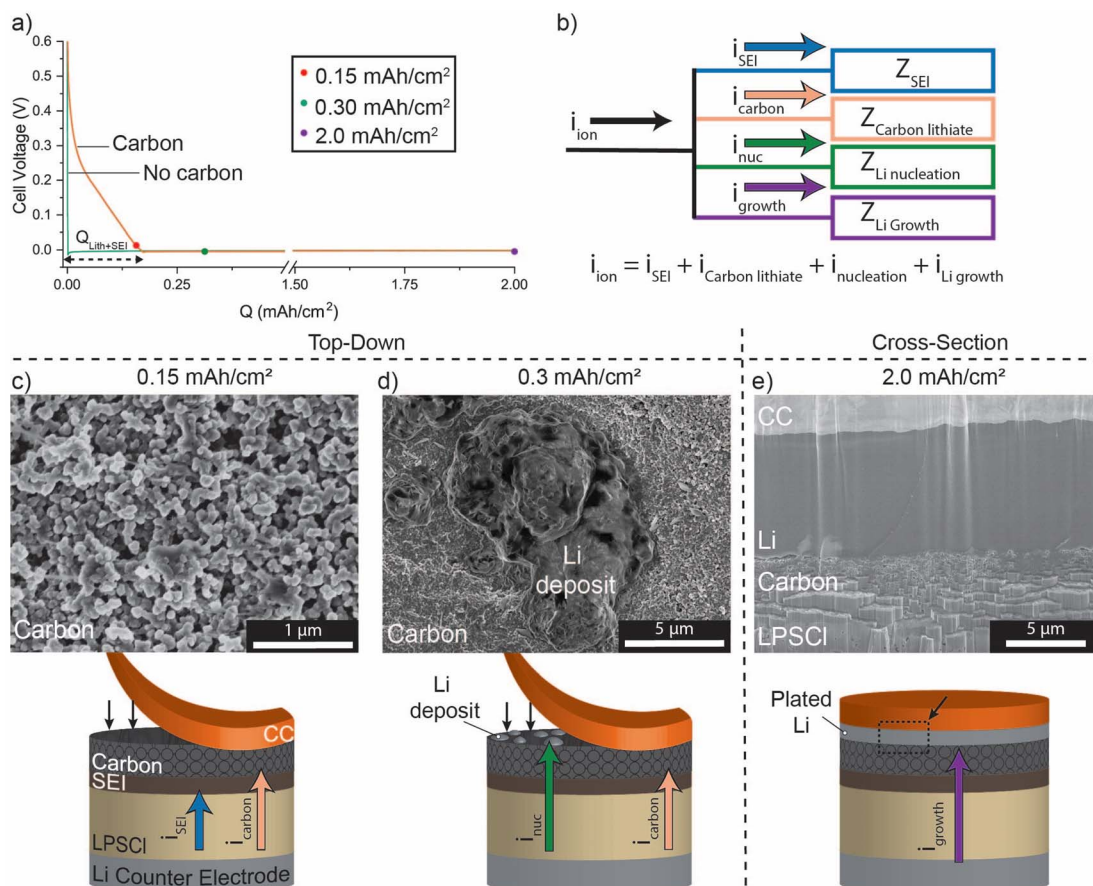 a)
0.6
0.5
0.4
0.3
0.2
0.1
0.0
Cell Voltage (V)
Carbon
No carbon
Q_Lith+SEI
0.15 mAh/cm²
0.30 mAh/cm²
2.0 mAh/cm²
0.00
0.25
1.50
1.75
2.00
Q (mAh/cm²)
b)
i_ion
i_SEI
Z_SEI
i_carbon
Z_Carbon lithiate
i_nuc
Z_Li nucleation
i_growth
Z_Li Growth
i_ion = i_SEI + i_Carbon lithiate + i_nucleation + i_Li growth
Top-Down
Cross-Section
c)
0.15 mAh/cm²
Carbon
1 µm
d)
0.3 mAh/cm²
Li
deposit
Carbon
5 µm
e)
2.0 mAh/cm²
CC
Li
Carbon
LPSCl
5 µm
CC
Carbon
SEI
i_SEI
i_carbon
LPSCl
Li Counter Electrode
Li
deposit
i_nuc
i_carbon
Plated
Li
i_growth